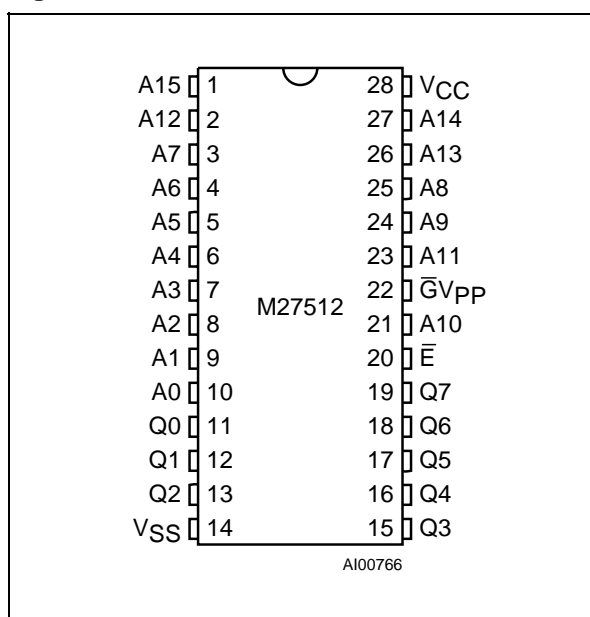 A15 1 28 VCC
A12 2 27 A14
A7 3 26 A13
A6 4 25 A8
A5 5 24 A9
A4 6 23 A11
A3 7 22 G̅VPP
M27512
A2 8 21 A10
A1 9 20 E̅
A0 10 19 Q7
Q0 11 18 Q6
Q1 12 17 Q5
Q2 13 16 Q4
VSS 14 15 Q3
AI00766